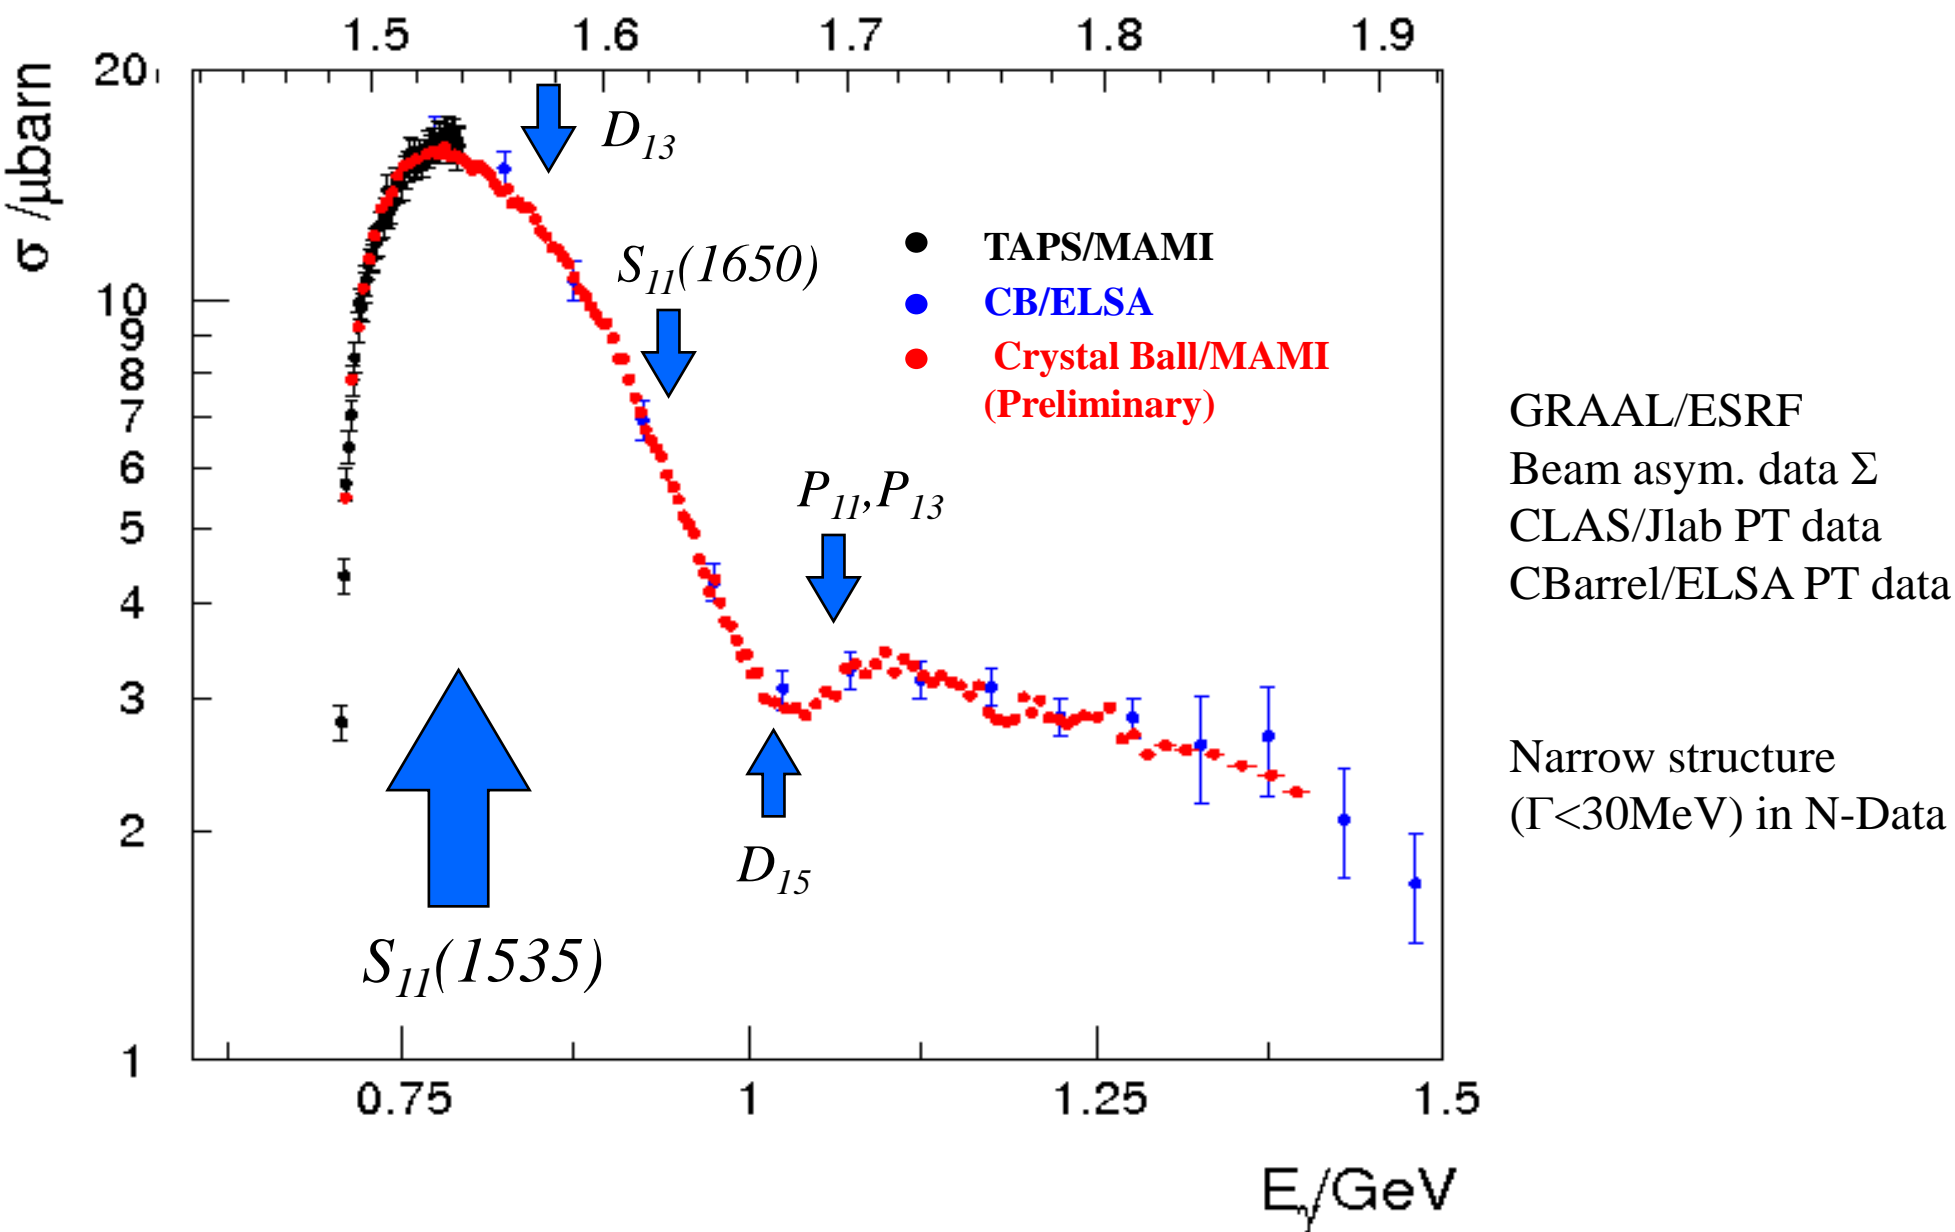 1.5 1.6 1.7 1.8 1.9
20
σ /μbarn
D13
S11(1650)
TAPS/MAMI
CB/ELSA
Crystal Ball/MAMI
(Preliminary)
10
9
8
7
6
5
4
3
2
1
P11,P13
GRAAL/ESRF
Beam asym. data Σ
CLAS/Jlab PT data
CBarrel/ELSA PT data
Narrow structure
(Γ<30MeV) in N-Data
D15
S11(1535)
0.75 1 1.25 1.5
Eγ/GeV